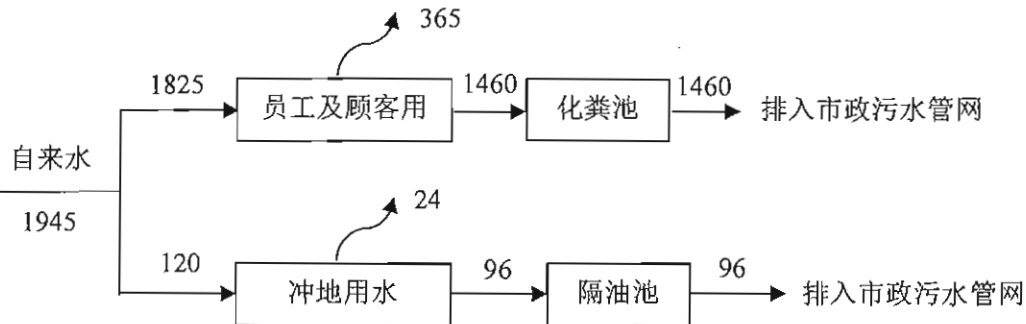 365
1825
员工及顾客用
1460
化粪池
1460
排入市政污水管网
自来水
1945
24
120
冲地用水
96
隔油池
96
排入市政污水管网